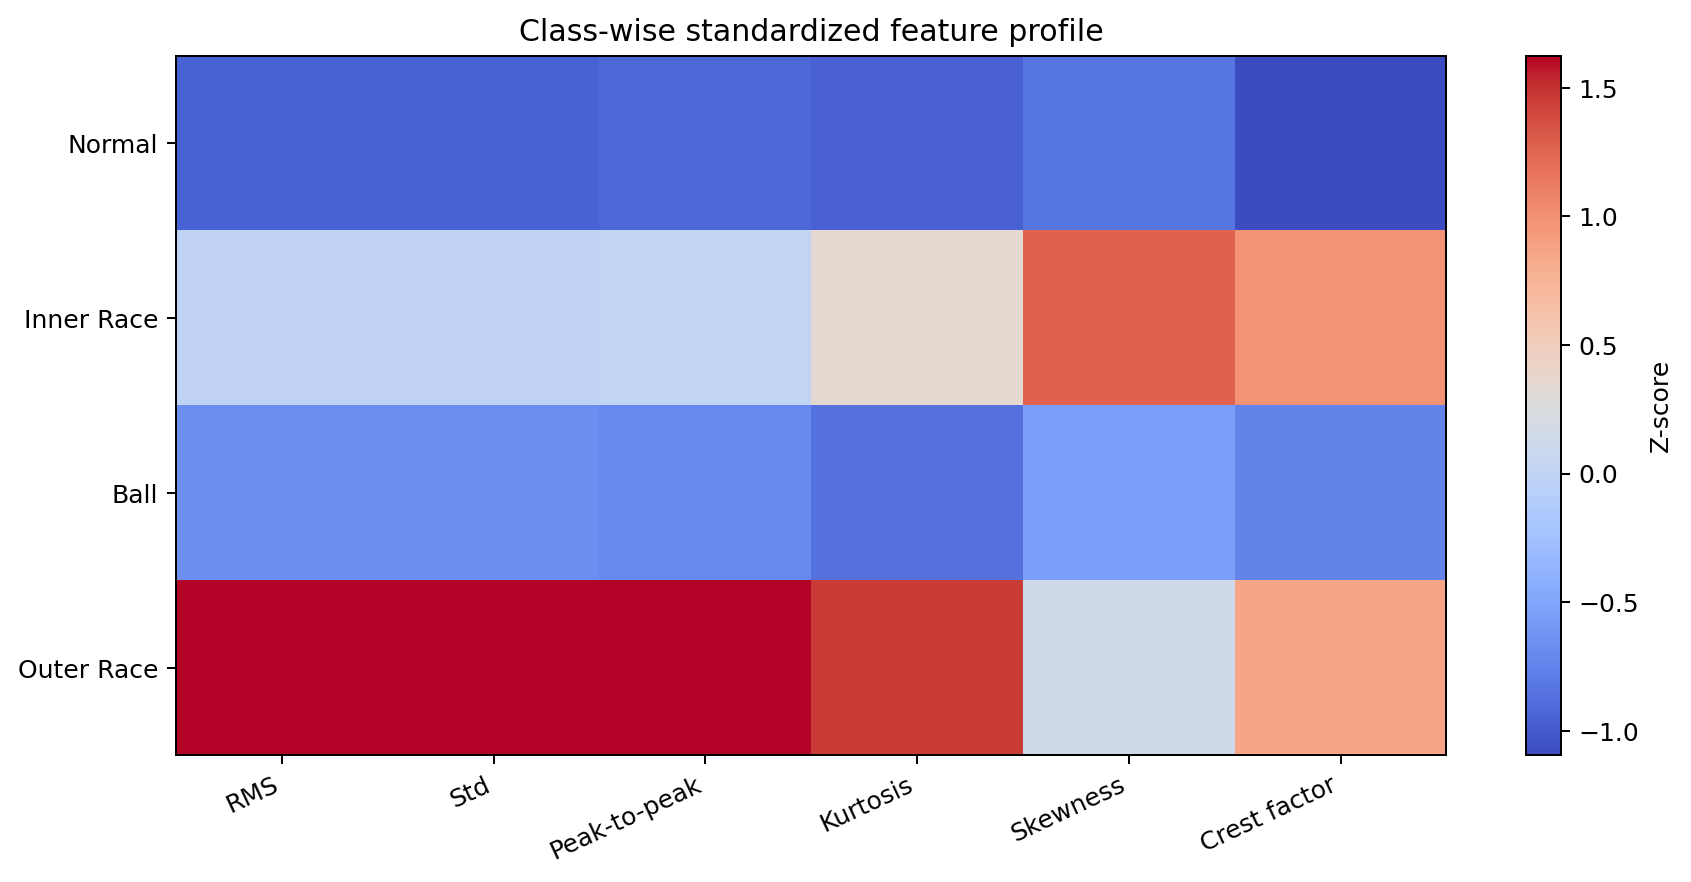 Class-wise standardized feature profile
Normal
Inner Race
Ball
Outer Race
RMS
Std
Peak-to-peak
Kurtosis
Skewness
Crest factor
1.5
1.0
0.5
0.0
−0.5
−1.0
Z-score